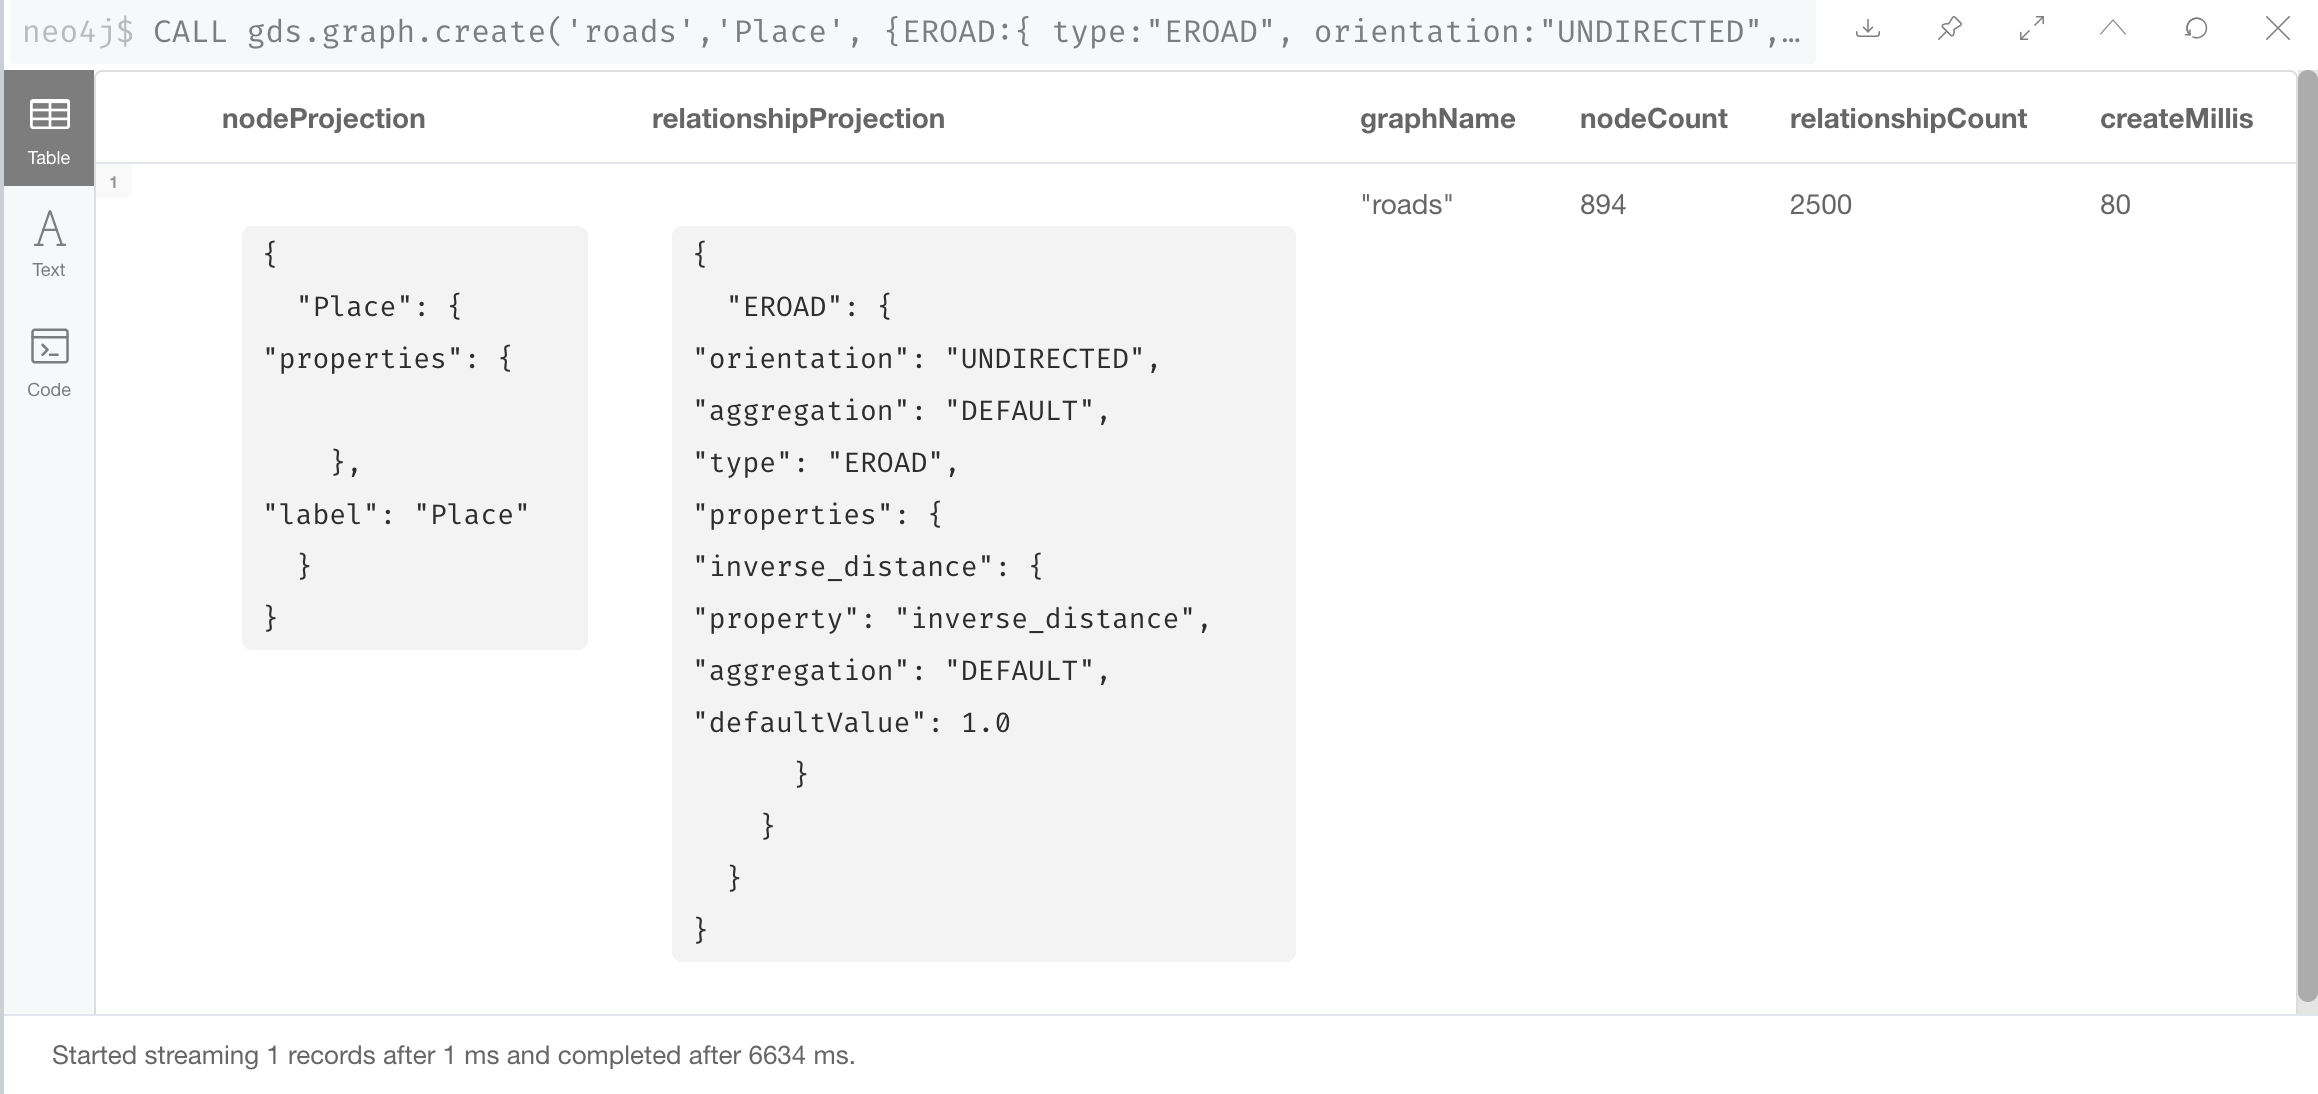 neo4j$ CALL gds.graph.create('roads','Place', {EROAD:{ type:"EROAD", orientation:"UNDIRECTED",…
Table
Text
Code
nodeProjection relationshipProjection graphName nodeCount relationshipCount createMillis
1
"roads" 894 2500 80
{
"Place": {
"properties": {
},
"label": "Place"
}
}
{
"EROAD": {
"orientation": "UNDIRECTED",
"aggregation": "DEFAULT",
"type": "EROAD",
"properties": {
"inverse_distance": {
"property": "inverse_distance",
"aggregation": "DEFAULT",
"defaultValue": 1.0
}
}
}
}
Started streaming 1 records after 1 ms and completed after 6634 ms.